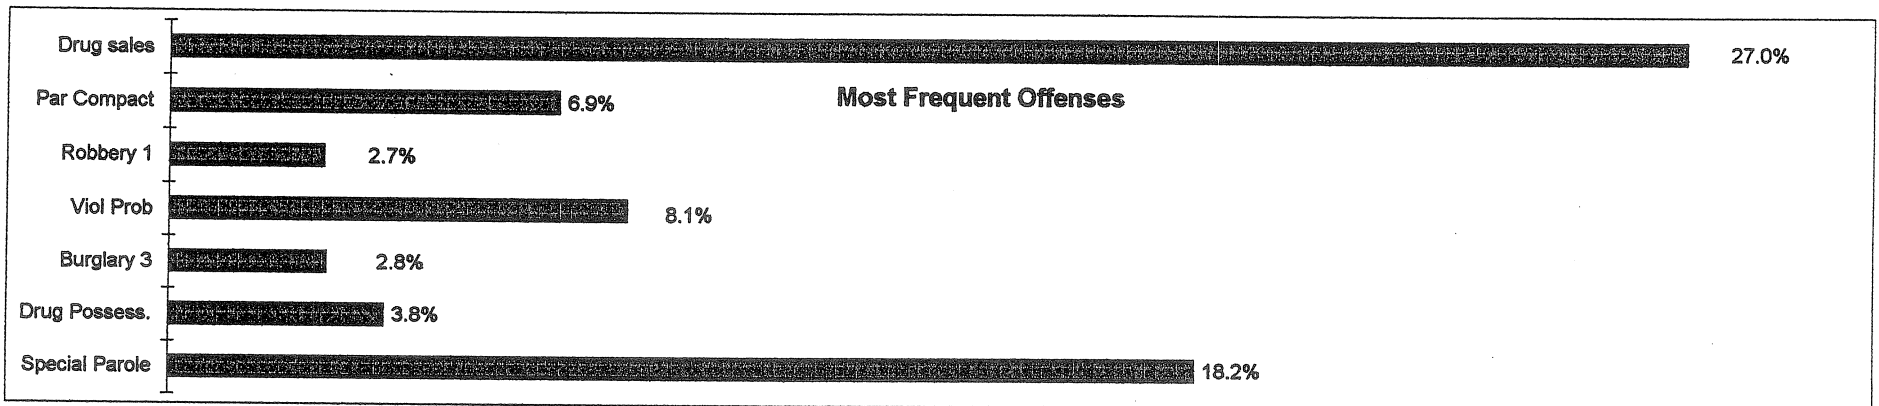 Drug sales 27.0%
Par Compact 6.9% Most Frequent Offenses
Robbery 1 2.7%
Viol Prob 8.1%
Burglary 3 2.8%
Drug Possess. 3.8%
Special Parole 18.2%